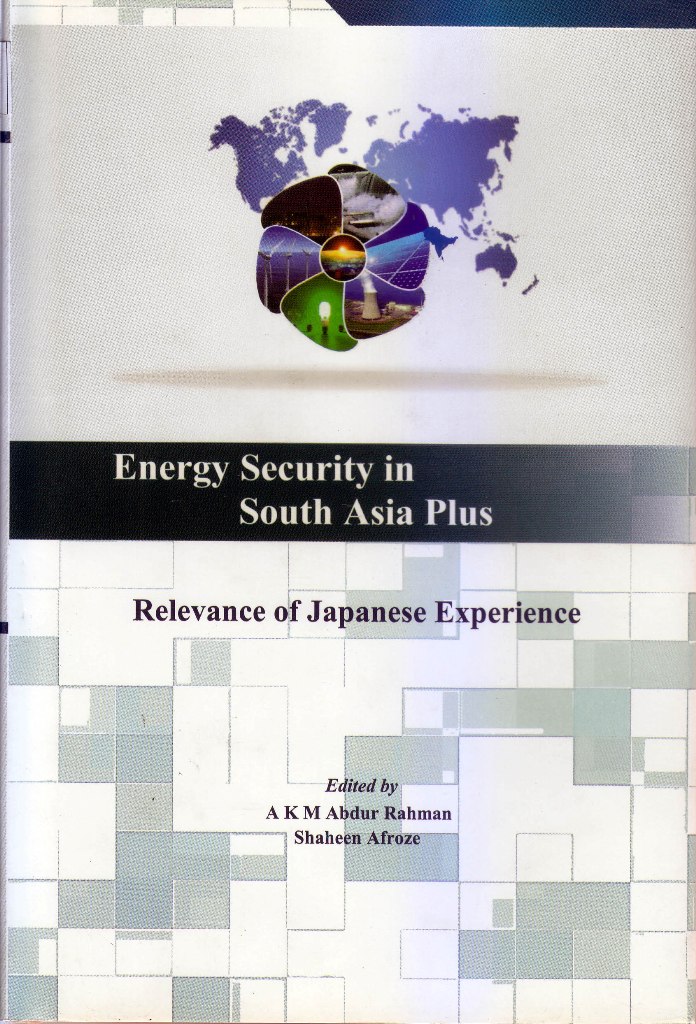 Energy Security in
South Asia Plus
Relevance of Japanese Experience
Edited by
A K M Abdur Rahman
Shaheen Afroze